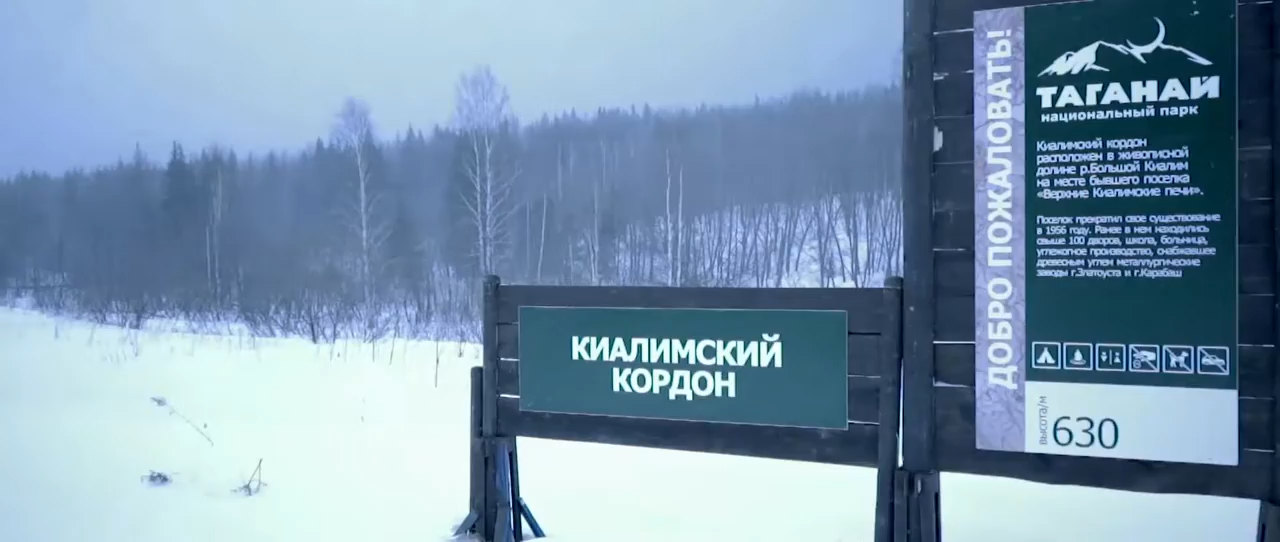 КИАЛИМСКИЙ
КОРДОН
ДОБРО ПОЖАЛОВАТЬ!
ТАГАНАЙ
национальный парк
Киалимский кордон
расположен в живописной
долине р.Большой Киалим
на месте бывшего поселка
«Верхние Киалимские печи».
Поселок прекратил свое существование
в 1956 году. Ранее в нем находились
свыше 100 дворов, школа, больница,
углежогное производство, снабжавшее
древесным углем металлургические
заводы г.Златоуста и г.Карабаш
высота/м
630